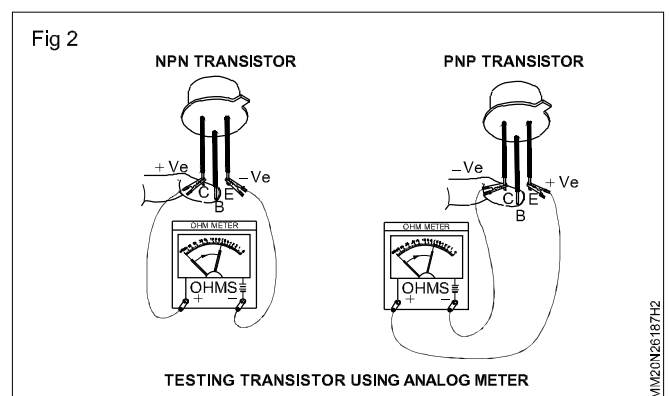 Fig 2
NPN TRANSISTOR
PNP TRANSISTOR
+ Ve
– Ve
C
E
B
OHM METER
OHMS
+
–
– Ve
+ Ve
C
E
B
OHM METER
OHMS
+
–
TESTING TRANSISTOR USING ANALOG METER
MM20N26187H2